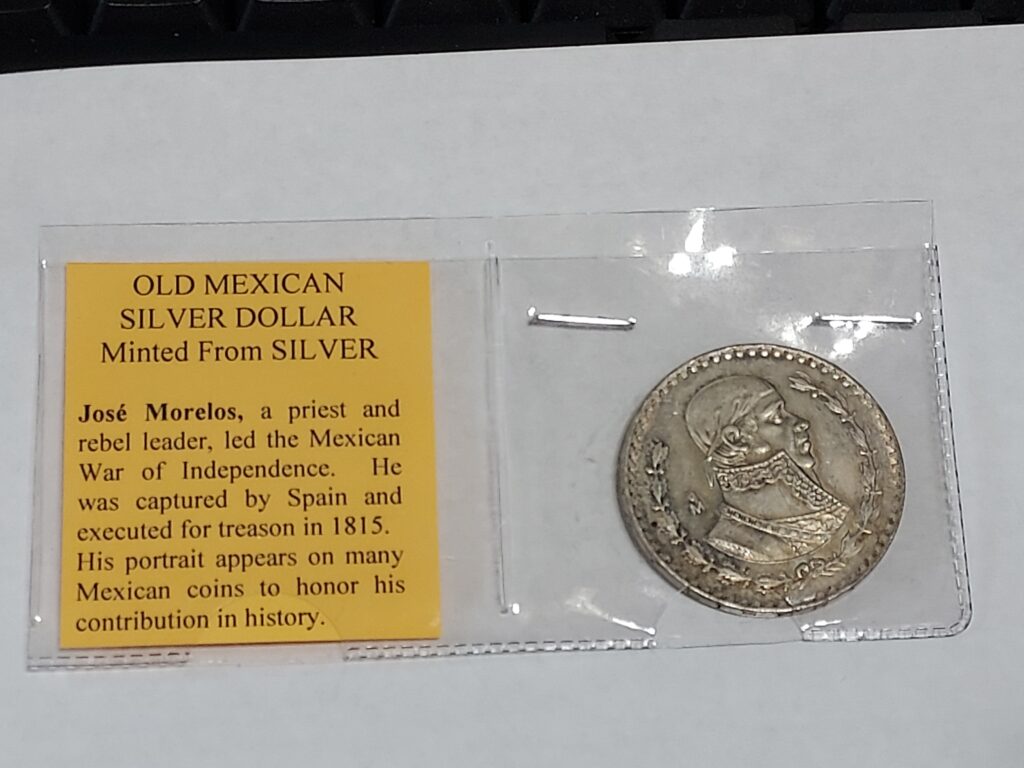 OLD MEXICAN
SILVER DOLLAR
Minted From SILVER
José Morelos, a priest and
rebel leader, led the Mexican
War of Independence. He
was captured by Spain and
executed for treason in 1815.
His portrait appears on many
Mexican coins to honor his
contribution in history.